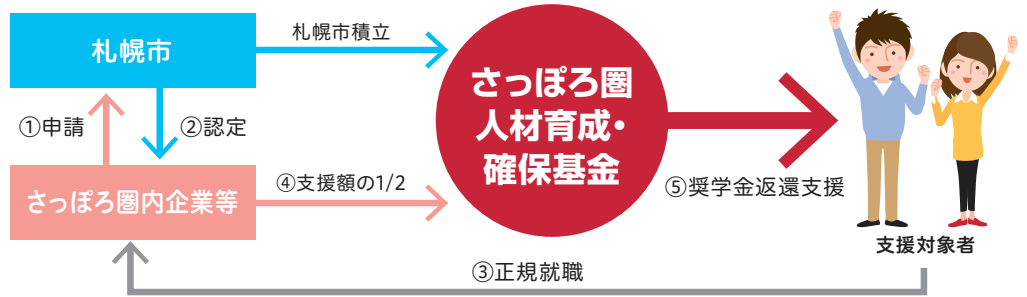 札幌市
札幌市積立
さっぽろ圏
人材育成・
確保基金
①申請
②認定
さっぽろ圏内企業等
④支援額の1/2
⑤奨学金返還支援
支援対象者
③正規就職